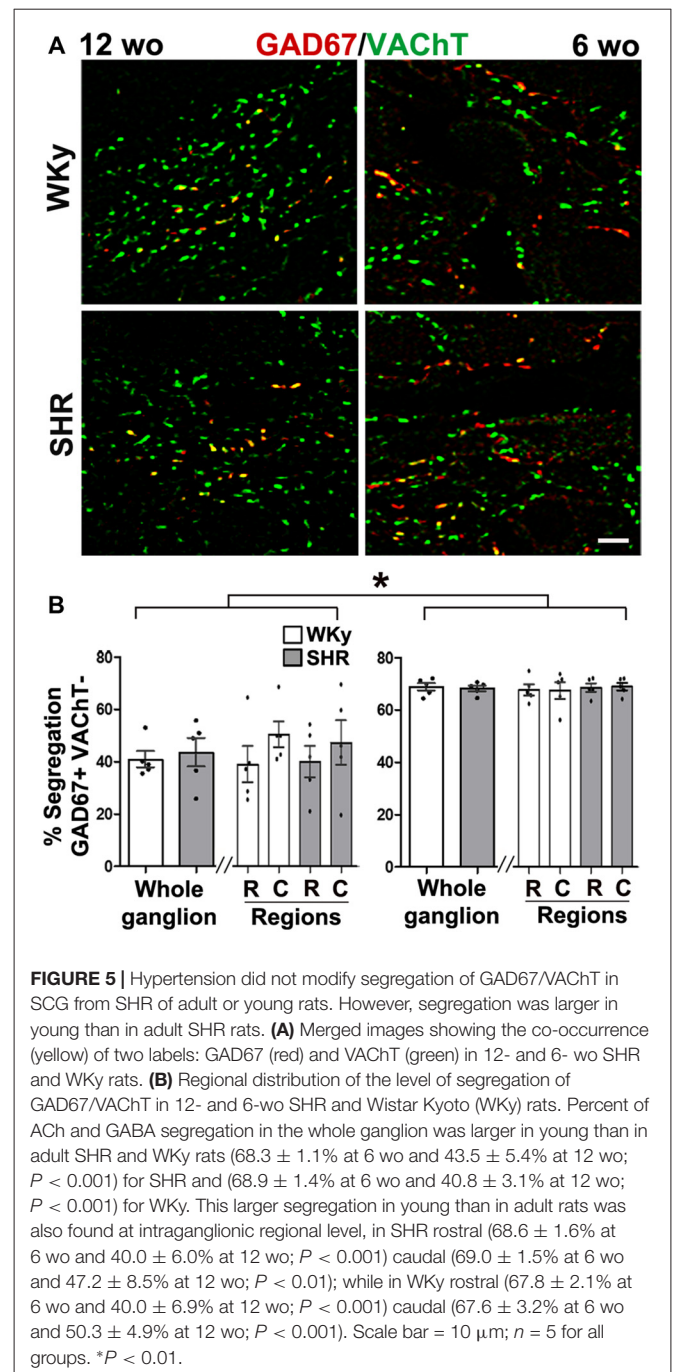 A 12 wo GAD67/VAChT 6 wo
WKy
SHR
B
*
WKy
SHR
% Segregation
GAD67+ VAChT-
80
60
40
20
0
80
60
40
20
0
Whole
ganglion
R C R C
Regions
Whole
ganglion
R C R C
Regions
FIGURE 5 | Hypertension did not modify segregation of GAD67/VAChT in
SCG from SHR of adult or young rats. However, segregation was larger in
young than in adult SHR rats. (A) Merged images showing the co-occurrence
(yellow) of two labels: GAD67 (red) and VAChT (green) in 12- and 6- wo SHR
and WKy rats. (B) Regional distribution of the level of segregation of
GAD67/VAChT in 12- and 6-wo SHR and Wistar Kyoto (WKy) rats. Percent of
ACh and GABA segregation in the whole ganglion was larger in young than in
adult SHR and WKy rats (68.3 ± 1.1% at 6 wo and 43.5 ± 5.4% at 12 wo;
P < 0.001) for SHR and (68.9 ± 1.4% at 6 wo and 40.8 ± 3.1% at 12 wo;
P < 0.001) for WKy. This larger segregation in young than in adult rats was
also found at intraganglionic regional level, in SHR rostral (68.6 ± 1.6% at
6 wo and 40.0 ± 6.0% at 12 wo; P < 0.001) caudal (69.0 ± 1.5% at 6 wo
and 47.2 ± 8.5% at 12 wo; P < 0.01); while in WKy rostral (67.8 ± 2.1% at
6 wo and 40.0 ± 6.9% at 12 wo; P < 0.001) caudal (67.6 ± 3.2% at 6 wo
and 50.3 ± 4.9% at 12 wo; P < 0.001). Scale bar = 10 μm; n = 5 for all
groups. *P < 0.01.